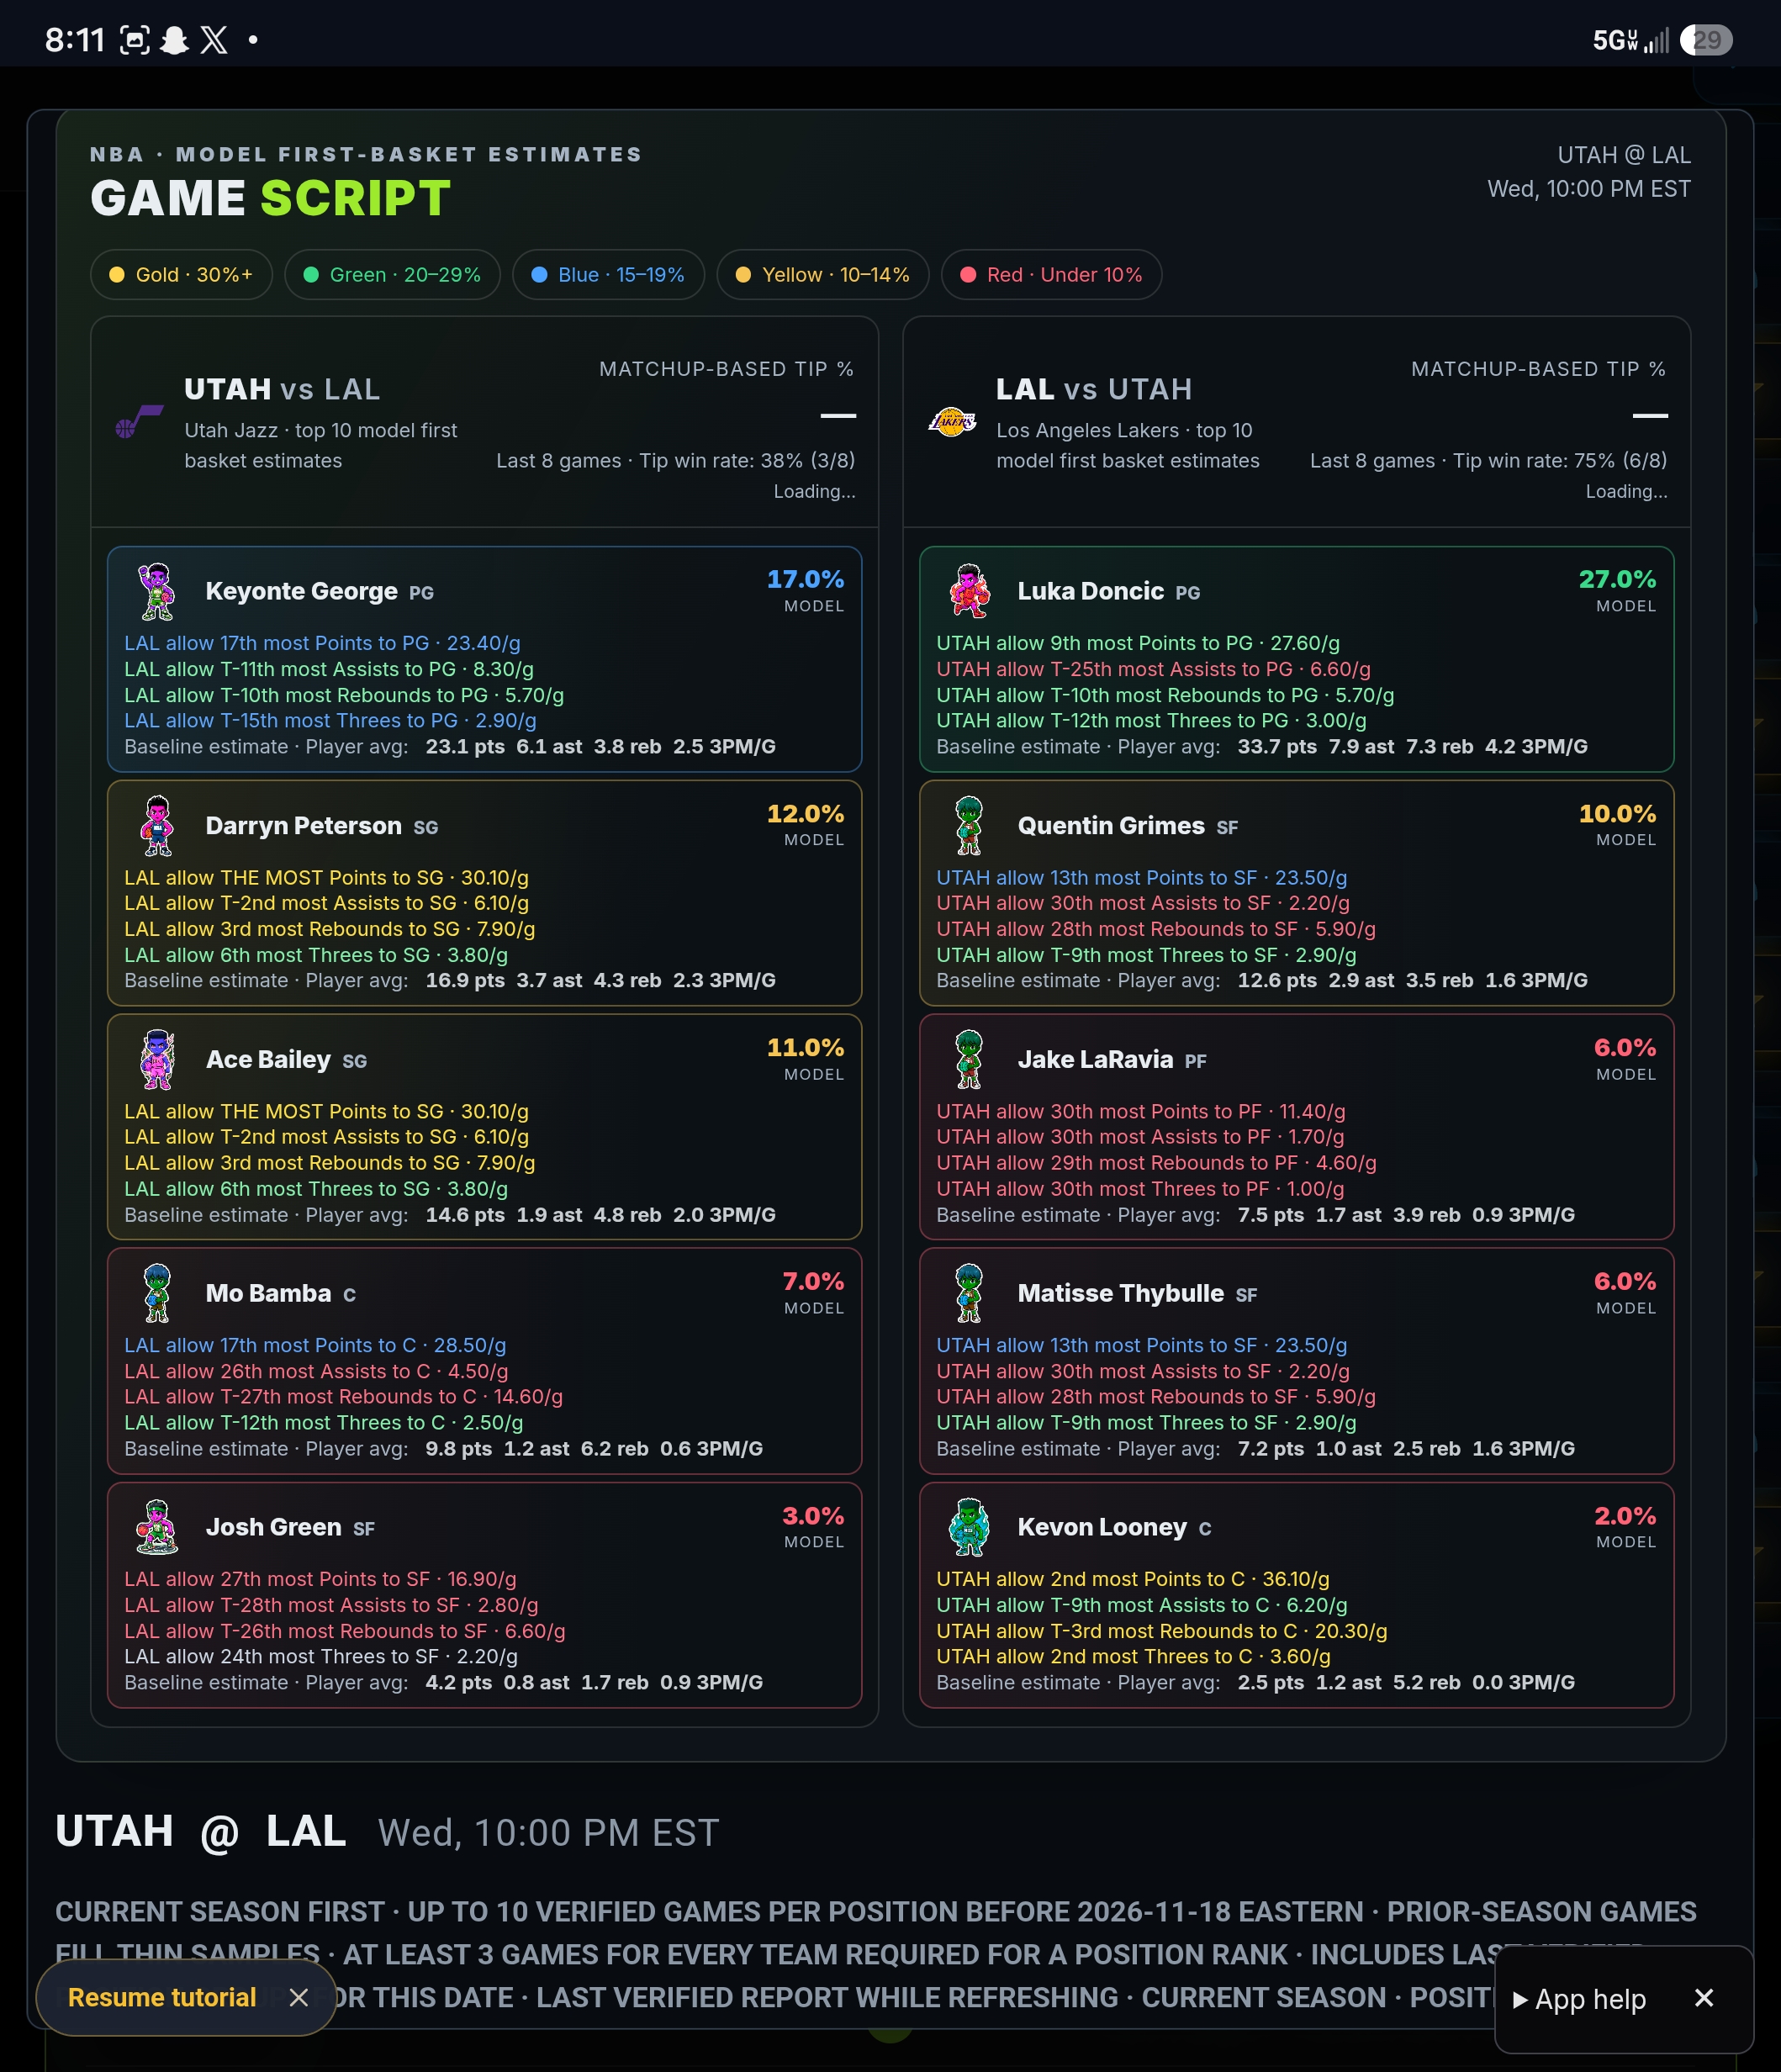 8:11
5G UW
29
NBA · MODEL FIRST-BASKET ESTIMATES
GAME SCRIPT
UTAH @ LAL
Wed, 10:00 PM EST
Gold · 30%+
Green · 20–29%
Blue · 15–19%
Yellow · 10–14%
Red · Under 10%
UTAH vs LAL
Utah Jazz · top 10 model first
basket estimates
MATCHUP-BASED TIP %
—
Last 8 games · Tip win rate: 38% (3/8)
Loading...
Keyonte George PG
17.0%
MODEL
LAL allow 17th most Points to PG · 23.40/g
LAL allow T-11th most Assists to PG · 8.30/g
LAL allow T-10th most Rebounds to PG · 5.70/g
LAL allow T-15th most Threes to PG · 2.90/g
Baseline estimate · Player avg: 23.1 pts 6.1 ast 3.8 reb 2.5 3PM/G
Darryn Peterson SG
12.0%
MODEL
LAL allow THE MOST Points to SG · 30.10/g
LAL allow T-2nd most Assists to SG · 6.10/g
LAL allow 3rd most Rebounds to SG · 7.90/g
LAL allow 6th most Threes to SG · 3.80/g
Baseline estimate · Player avg: 16.9 pts 3.7 ast 4.3 reb 2.3 3PM/G
Ace Bailey SG
11.0%
MODEL
LAL allow THE MOST Points to SG · 30.10/g
LAL allow T-2nd most Assists to SG · 6.10/g
LAL allow 3rd most Rebounds to SG · 7.90/g
LAL allow 6th most Threes to SG · 3.80/g
Baseline estimate · Player avg: 14.6 pts 1.9 ast 4.8 reb 2.0 3PM/G
Mo Bamba C
7.0%
MODEL
LAL allow 17th most Points to C · 28.50/g
LAL allow 26th most Assists to C · 4.50/g
LAL allow T-27th most Rebounds to C · 14.60/g
LAL allow T-12th most Threes to C · 2.50/g
Baseline estimate · Player avg: 9.8 pts 1.2 ast 6.2 reb 0.6 3PM/G
Josh Green SF
3.0%
MODEL
LAL allow 27th most Points to SF · 16.90/g
LAL allow T-28th most Assists to SF · 2.80/g
LAL allow T-26th most Rebounds to SF · 6.60/g
LAL allow 24th most Threes to SF · 2.20/g
Baseline estimate · Player avg: 4.2 pts 0.8 ast 1.7 reb 0.9 3PM/G
LAL vs UTAH
Los Angeles Lakers · top 10
model first basket estimates
MATCHUP-BASED TIP %
—
Last 8 games · Tip win rate: 75% (6/8)
Loading...
LAKERS
Luka Doncic PG
27.0%
MODEL
UTAH allow 9th most Points to PG · 27.60/g
UTAH allow T-25th most Assists to PG · 6.60/g
UTAH allow T-10th most Rebounds to PG · 5.70/g
UTAH allow T-12th most Threes to PG · 3.00/g
Baseline estimate · Player avg: 33.7 pts 7.9 ast 7.3 reb 4.2 3PM/G
Quentin Grimes SF
10.0%
MODEL
UTAH allow 13th most Points to SF · 23.50/g
UTAH allow 30th most Assists to SF · 2.20/g
UTAH allow 28th most Rebounds to SF · 5.90/g
UTAH allow T-9th most Threes to SF · 2.90/g
Baseline estimate · Player avg: 12.6 pts 2.9 ast 3.5 reb 1.6 3PM/G
Jake LaRavia PF
6.0%
MODEL
UTAH allow 30th most Points to PF · 11.40/g
UTAH allow 30th most Assists to PF · 1.70/g
UTAH allow 29th most Rebounds to PF · 4.60/g
UTAH allow 30th most Threes to PF · 1.00/g
Baseline estimate · Player avg: 7.5 pts 1.7 ast 3.9 reb 0.9 3PM/G
Matisse Thybulle SF
6.0%
MODEL
UTAH allow 13th most Points to SF · 23.50/g
UTAH allow 30th most Assists to SF · 2.20/g
UTAH allow 28th most Rebounds to SF · 5.90/g
UTAH allow T-9th most Threes to SF · 2.90/g
Baseline estimate · Player avg: 7.2 pts 1.0 ast 2.5 reb 1.6 3PM/G
Kevon Looney C
2.0%
MODEL
UTAH allow 2nd most Points to C · 36.10/g
UTAH allow T-9th most Assists to C · 6.20/g
UTAH allow T-3rd most Rebounds to C · 20.30/g
UTAH allow 2nd most Threes to C · 3.60/g
Baseline estimate · Player avg: 2.5 pts 1.2 ast 5.2 reb 0.0 3PM/G
UTAH @ LAL Wed, 10:00 PM EST
CURRENT SEASON FIRST · UP TO 10 VERIFIED GAMES PER POSITION BEFORE 2026-11-18 EASTERN · PRIOR-SEASON GAMES
FILL THIN SAMPLES · AT LEAST 3 GAMES FOR EVERY TEAM REQUIRED FOR A POSITION RANK · INCLUDES LAST VERIFIED
FOR THIS DATE · LAST VERIFIED REPORT WHILE REFRESHING · CURRENT SEASON ·
Resume tutorial
App help